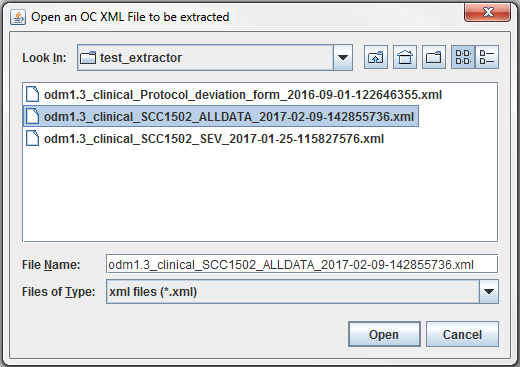 Open an OC XML File to be extracted
Look In: test_extractor
odm1.3_clinical_Protocol_deviation_form_2016-09-01-122646355.xml
odm1.3_clinical_SCC1502_ALLDATA_2017-02-09-142855736.xml
odm1.3_clinical_SCC1502_SEV_2017-01-25-115827576.xml
File Name: odm1.3_clinical_SCC1502_ALLDATA_2017-02-09-142855736.xml
Files of Type: xml files (*.xml)
Open Cancel